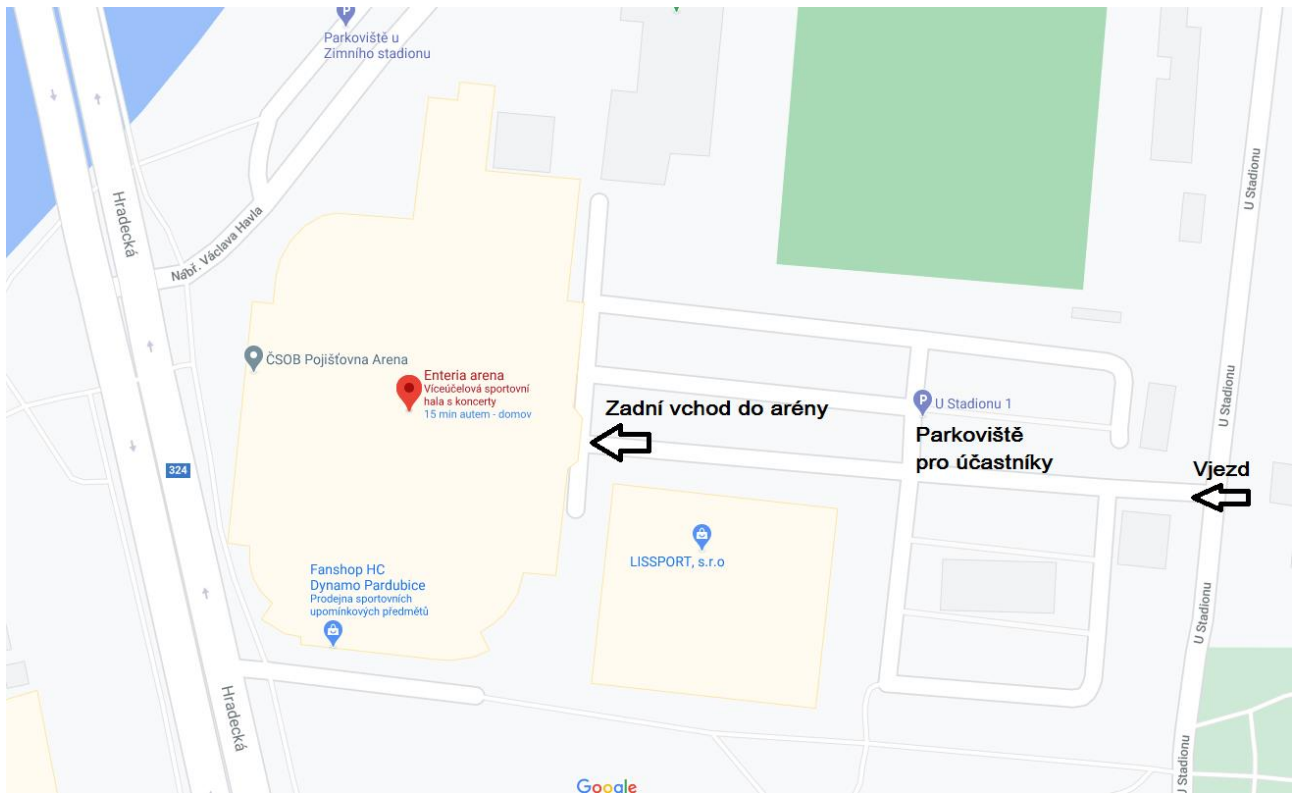 P
Parkoviště u
Zimního stadionu
Hradecká
Nábř. Václava Havla
U Stadionu
U Stadionu
ČSOB Pojišťovna Arena
Enteria arena
Víceúčelová sportovní
hala s koncerty
15 min autem - domov
Zadní vchod do arény
P U Stadionu 1
Parkoviště
pro účastníky
Vjezd
324
LISSPORT, s.r.o
Fanshop HC
Dynamo Pardubice
Prodejna sportovních
upomínkových předmětů
U Stadionu
Hradecká
U Stadionu
Google